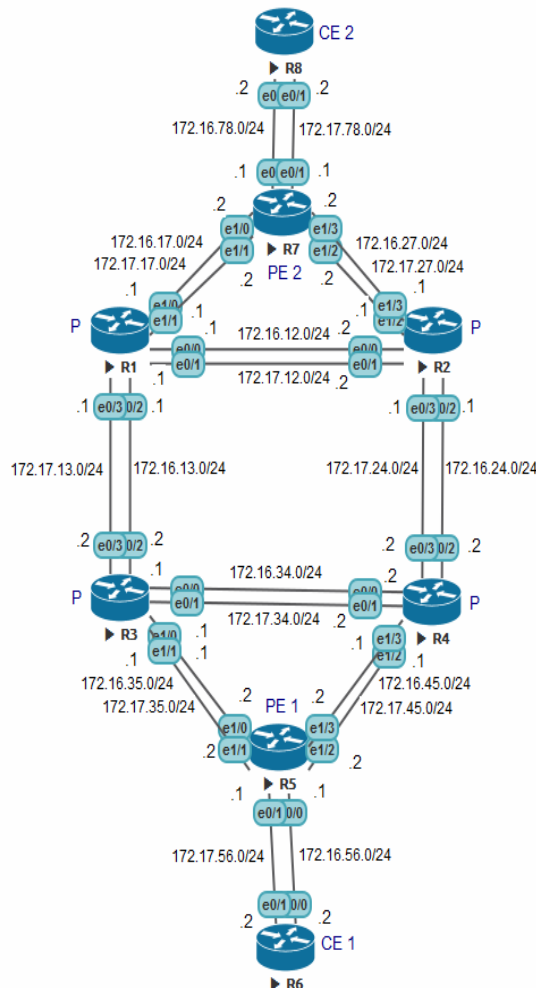 CE 2
R8
.2
.2
e0/1
172.16.78.0/24
172.17.78.0/24
.1
.1
e0/1
.2
.2
R7
PE 2
e1/0
e1/1
e1/3
e1/2
172.16.17.0/24
172.17.17.0/24
172.16.27.0/24
172.17.27.0/24
.2
.2
.1
.1
.1
.1
e1/0
e1/1
e1/3
e1/2
P
P
R1
R2
172.16.12.0/24
e0/0
e0/0
.2
e0/1
e0/1
172.17.12.0/24
.1
.2
.1
e0/3
0/2
.1
.1
e0/3
0/2
.1
172.17.13.0/24
172.16.13.0/24
172.17.24.0/24
172.16.24.0/24
.2
e0/3
0/2
.2
.2
e0/3
0/2
.2
.1
172.16.34.0/24
.2
P
P
e0/0
e0/0
e0/1
e0/1
R3
172.17.34.0/24
.2
R4
e1/0
e1/1
.1
.1
.1
e1/3
e1/2
.1
.1
172.16.35.0/24
172.17.35.0/24
172.16.45.0/24
172.17.45.0/24
.2
PE 1
.2
e1/0
e1/1
e1/3
e1/2
.2
.2
R5
.1
.1
e0/1
0/0
172.17.56.0/24
172.16.56.0/24
e0/1
0/0
.2
.2
CE 1
R6